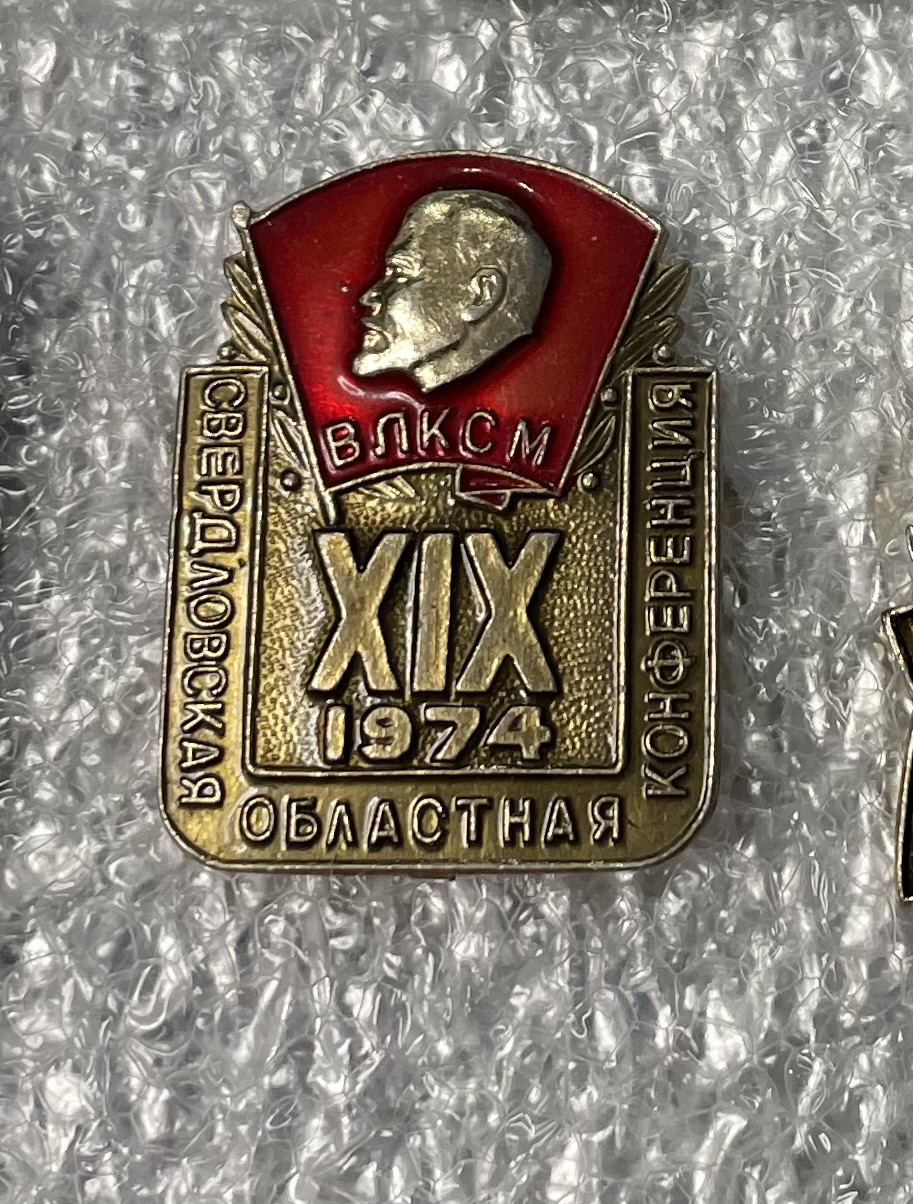 ВЛКСМ
XIX
1974
СВЕРДЛОВСКАЯ
ОБЛАСТНАЯ
КОНФЕРЕНЦИЯ